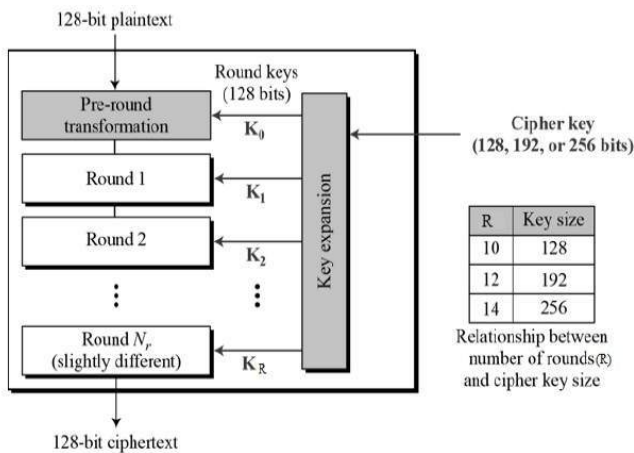 128-bit plaintext
Round keys
(128 bits)
Pre-round
transformation
K₀
Cipher key
(128, 192, or 256 bits)
Round 1
K₁
Round 2
K₂
Key expansion
Round Nᵣ
(slightly different)
K_R
128-bit ciphertext
R Key size
10 128
12 192
14 256
Relationship between
number of rounds(R)
and cipher key size